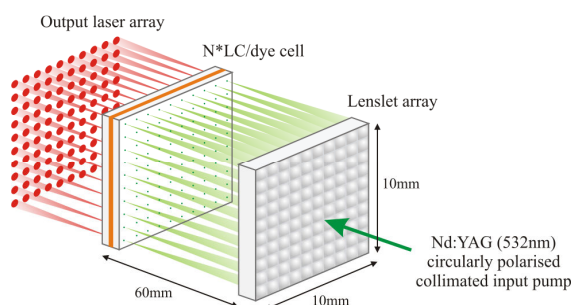 Output laser array
N*LC/dye cell
Lenslet array
10mm
Nd:YAG (532nm)
circularly polarised
collimated input pump
60mm
10mm